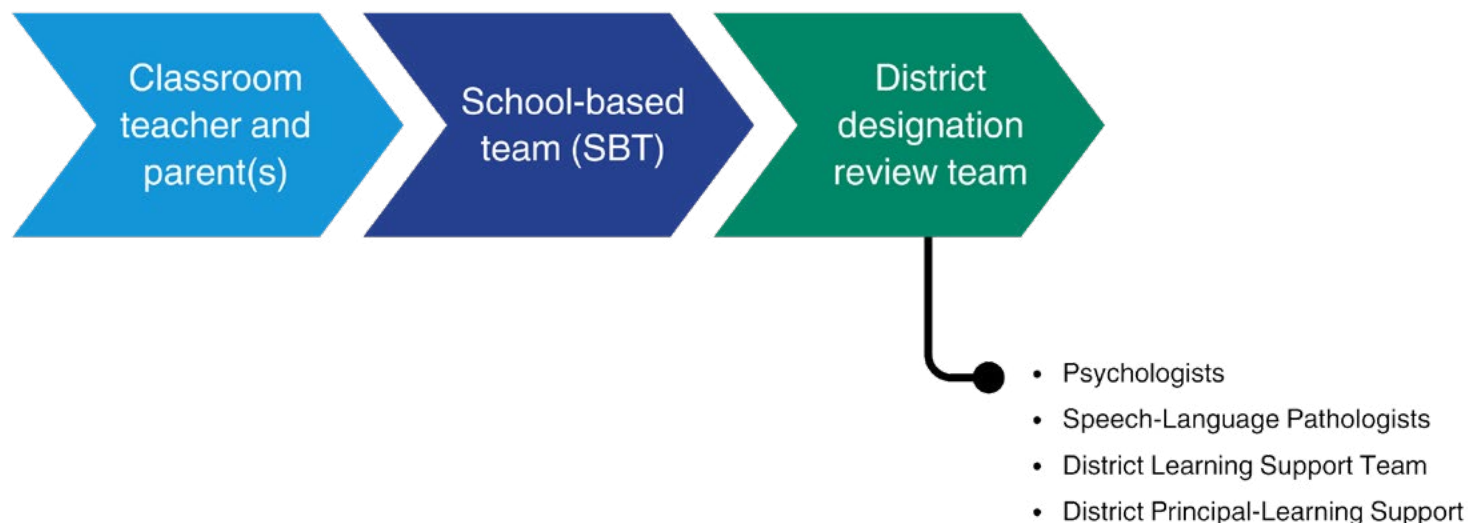 Classroom
teacher and
parent(s)
School-based
team (SBT)
District
designation
review team
• Psychologists
• Speech-Language Pathologists
• District Learning Support Team
• District Principal-Learning Support